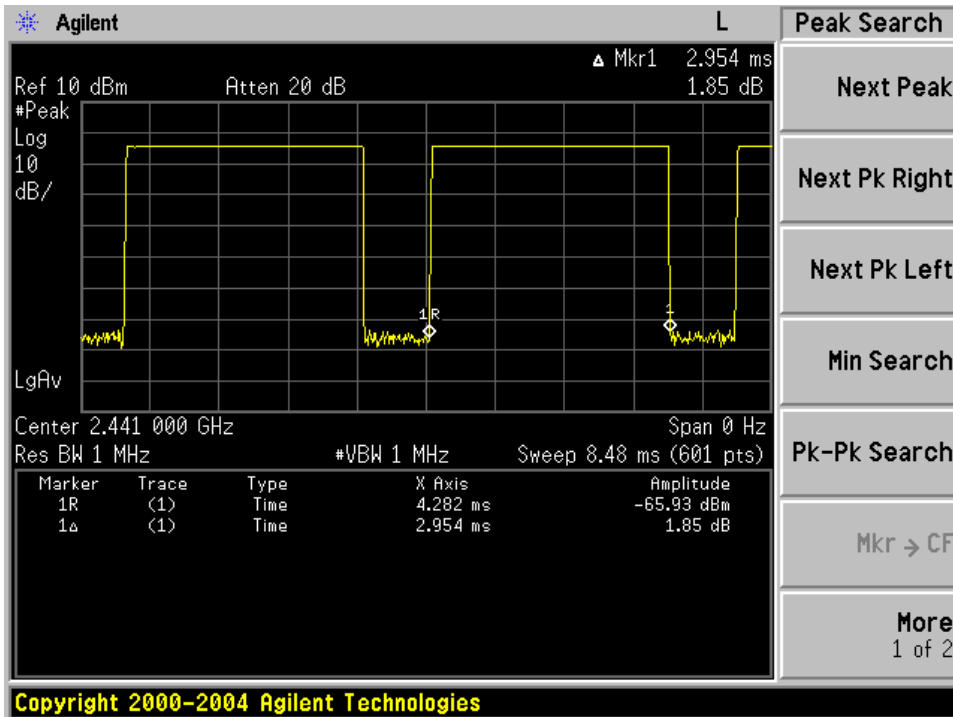 Agilent L
Peak Search
▵ Mkr1 2.954 ms
Ref 10 dBm Atten 20 dB 1.85 dB
#Peak
Log
10
dB/
1R
1
LgAv
Center 2.441 000 GHz Span 0 Hz
Res BW 1 MHz #VBW 1 MHz Sweep 8.48 ms (601 pts)
Marker Trace Type X Axis Amplitude
1R (1) Time 4.282 ms -65.93 dBm
1▵ (1) Time 2.954 ms 1.85 dB
Next Peak
Next Pk Right
Next Pk Left
Min Search
Pk-Pk Search
Mkr → CF
More
1 of 2
Copyright 2000-2004 Agilent Technologies